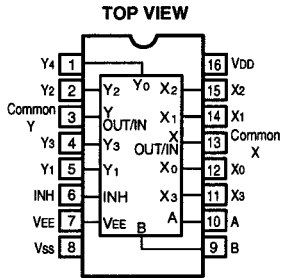 TOP VIEW
Y4 1 Y0 16 VDD
Y2 2 Y2 X2 15 X2
Common Y 3 Y OUT/IN X1 14 X1
Y3 4 Y3 X OUT/IN 13 Common X
Y1 5 Y1 X0 12 X0
INH 6 INH X3 11 X3
VEE 7 VEE A 10 A
VSS 8 B 9 B